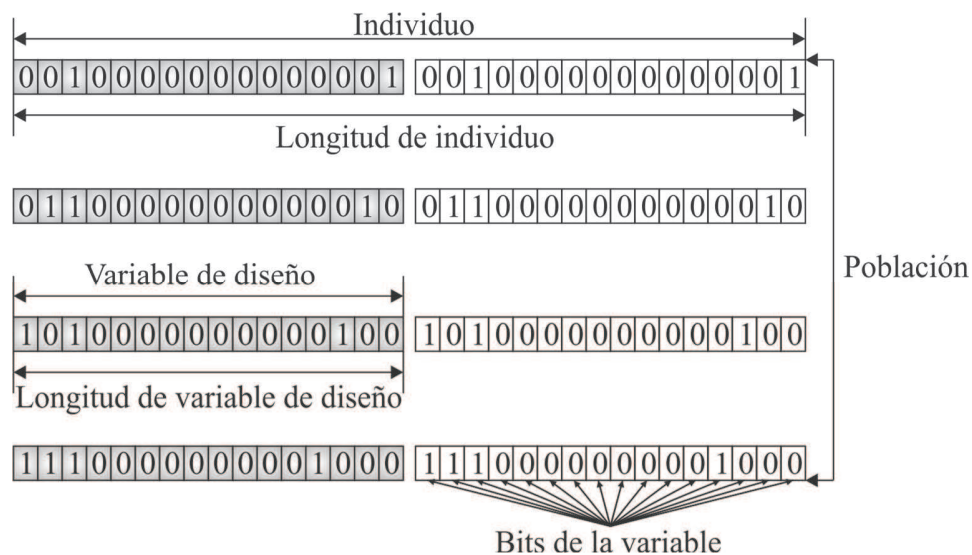 Individuo
0010000000000001 0010000000000001
Longitud de individuo
0110000000000010 0110000000000010
Variable de diseño
Población
1010000000000100 1010000000000100
Longitud de variable de diseño
1110000000001000 1110000000001000
Bits de la variable